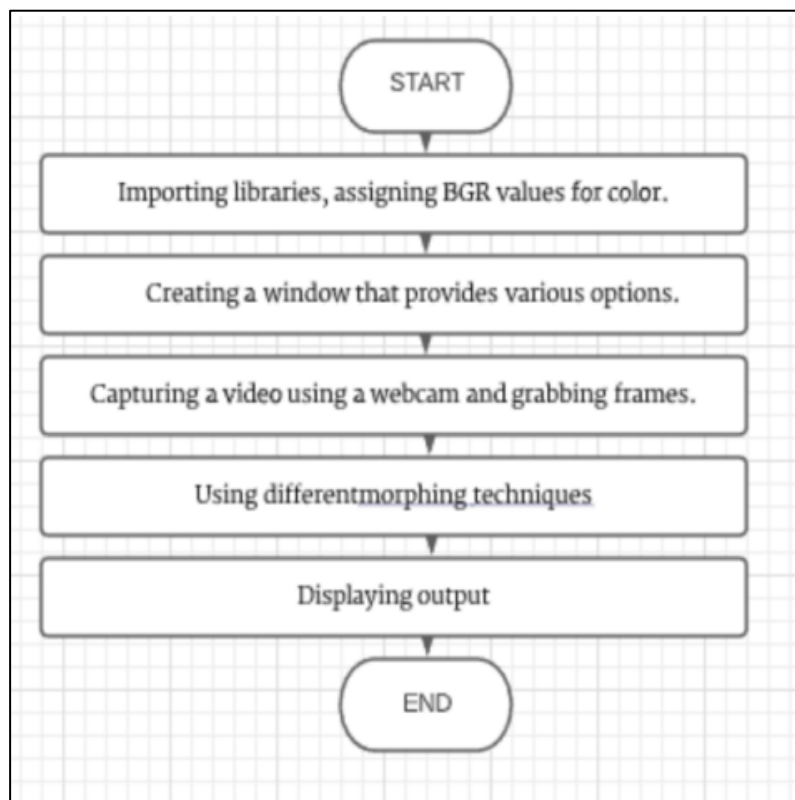 START
Importing libraries, assigning BGR values for color.
Creating a window that provides various options.
Capturing a video using a webcam and grabbing frames.
Using differentmorphing techniques
Displaying output
END